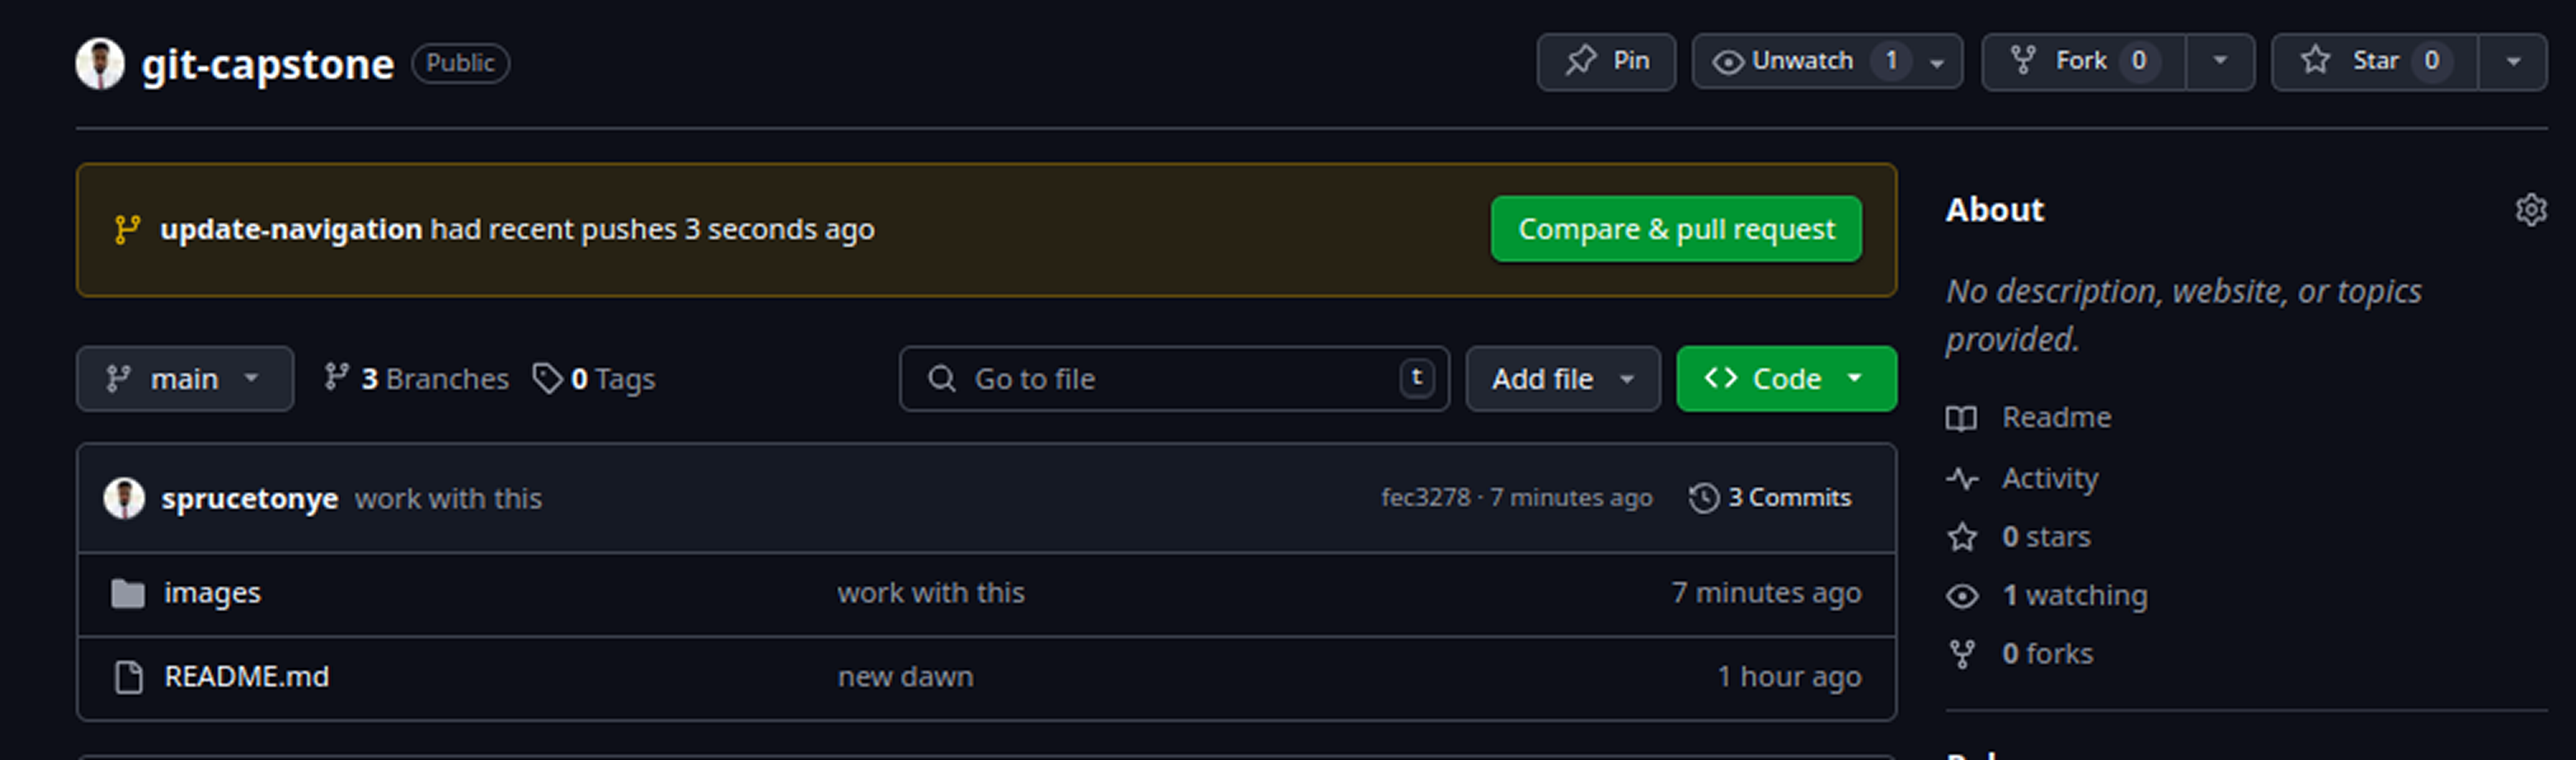 git-capstone Public Pin Unwatch 1 Fork 0 Star 0
update-navigation had recent pushes 3 seconds ago Compare & pull request
main 3 Branches 0 Tags Go to file t Add file Code
sprucetonye work with this fec3278 · 7 minutes ago 3 Commits
images work with this 7 minutes ago
README.md new dawn 1 hour ago
About
No description, website, or topics
provided.
Readme
Activity
0 stars
1 watching
0 forks